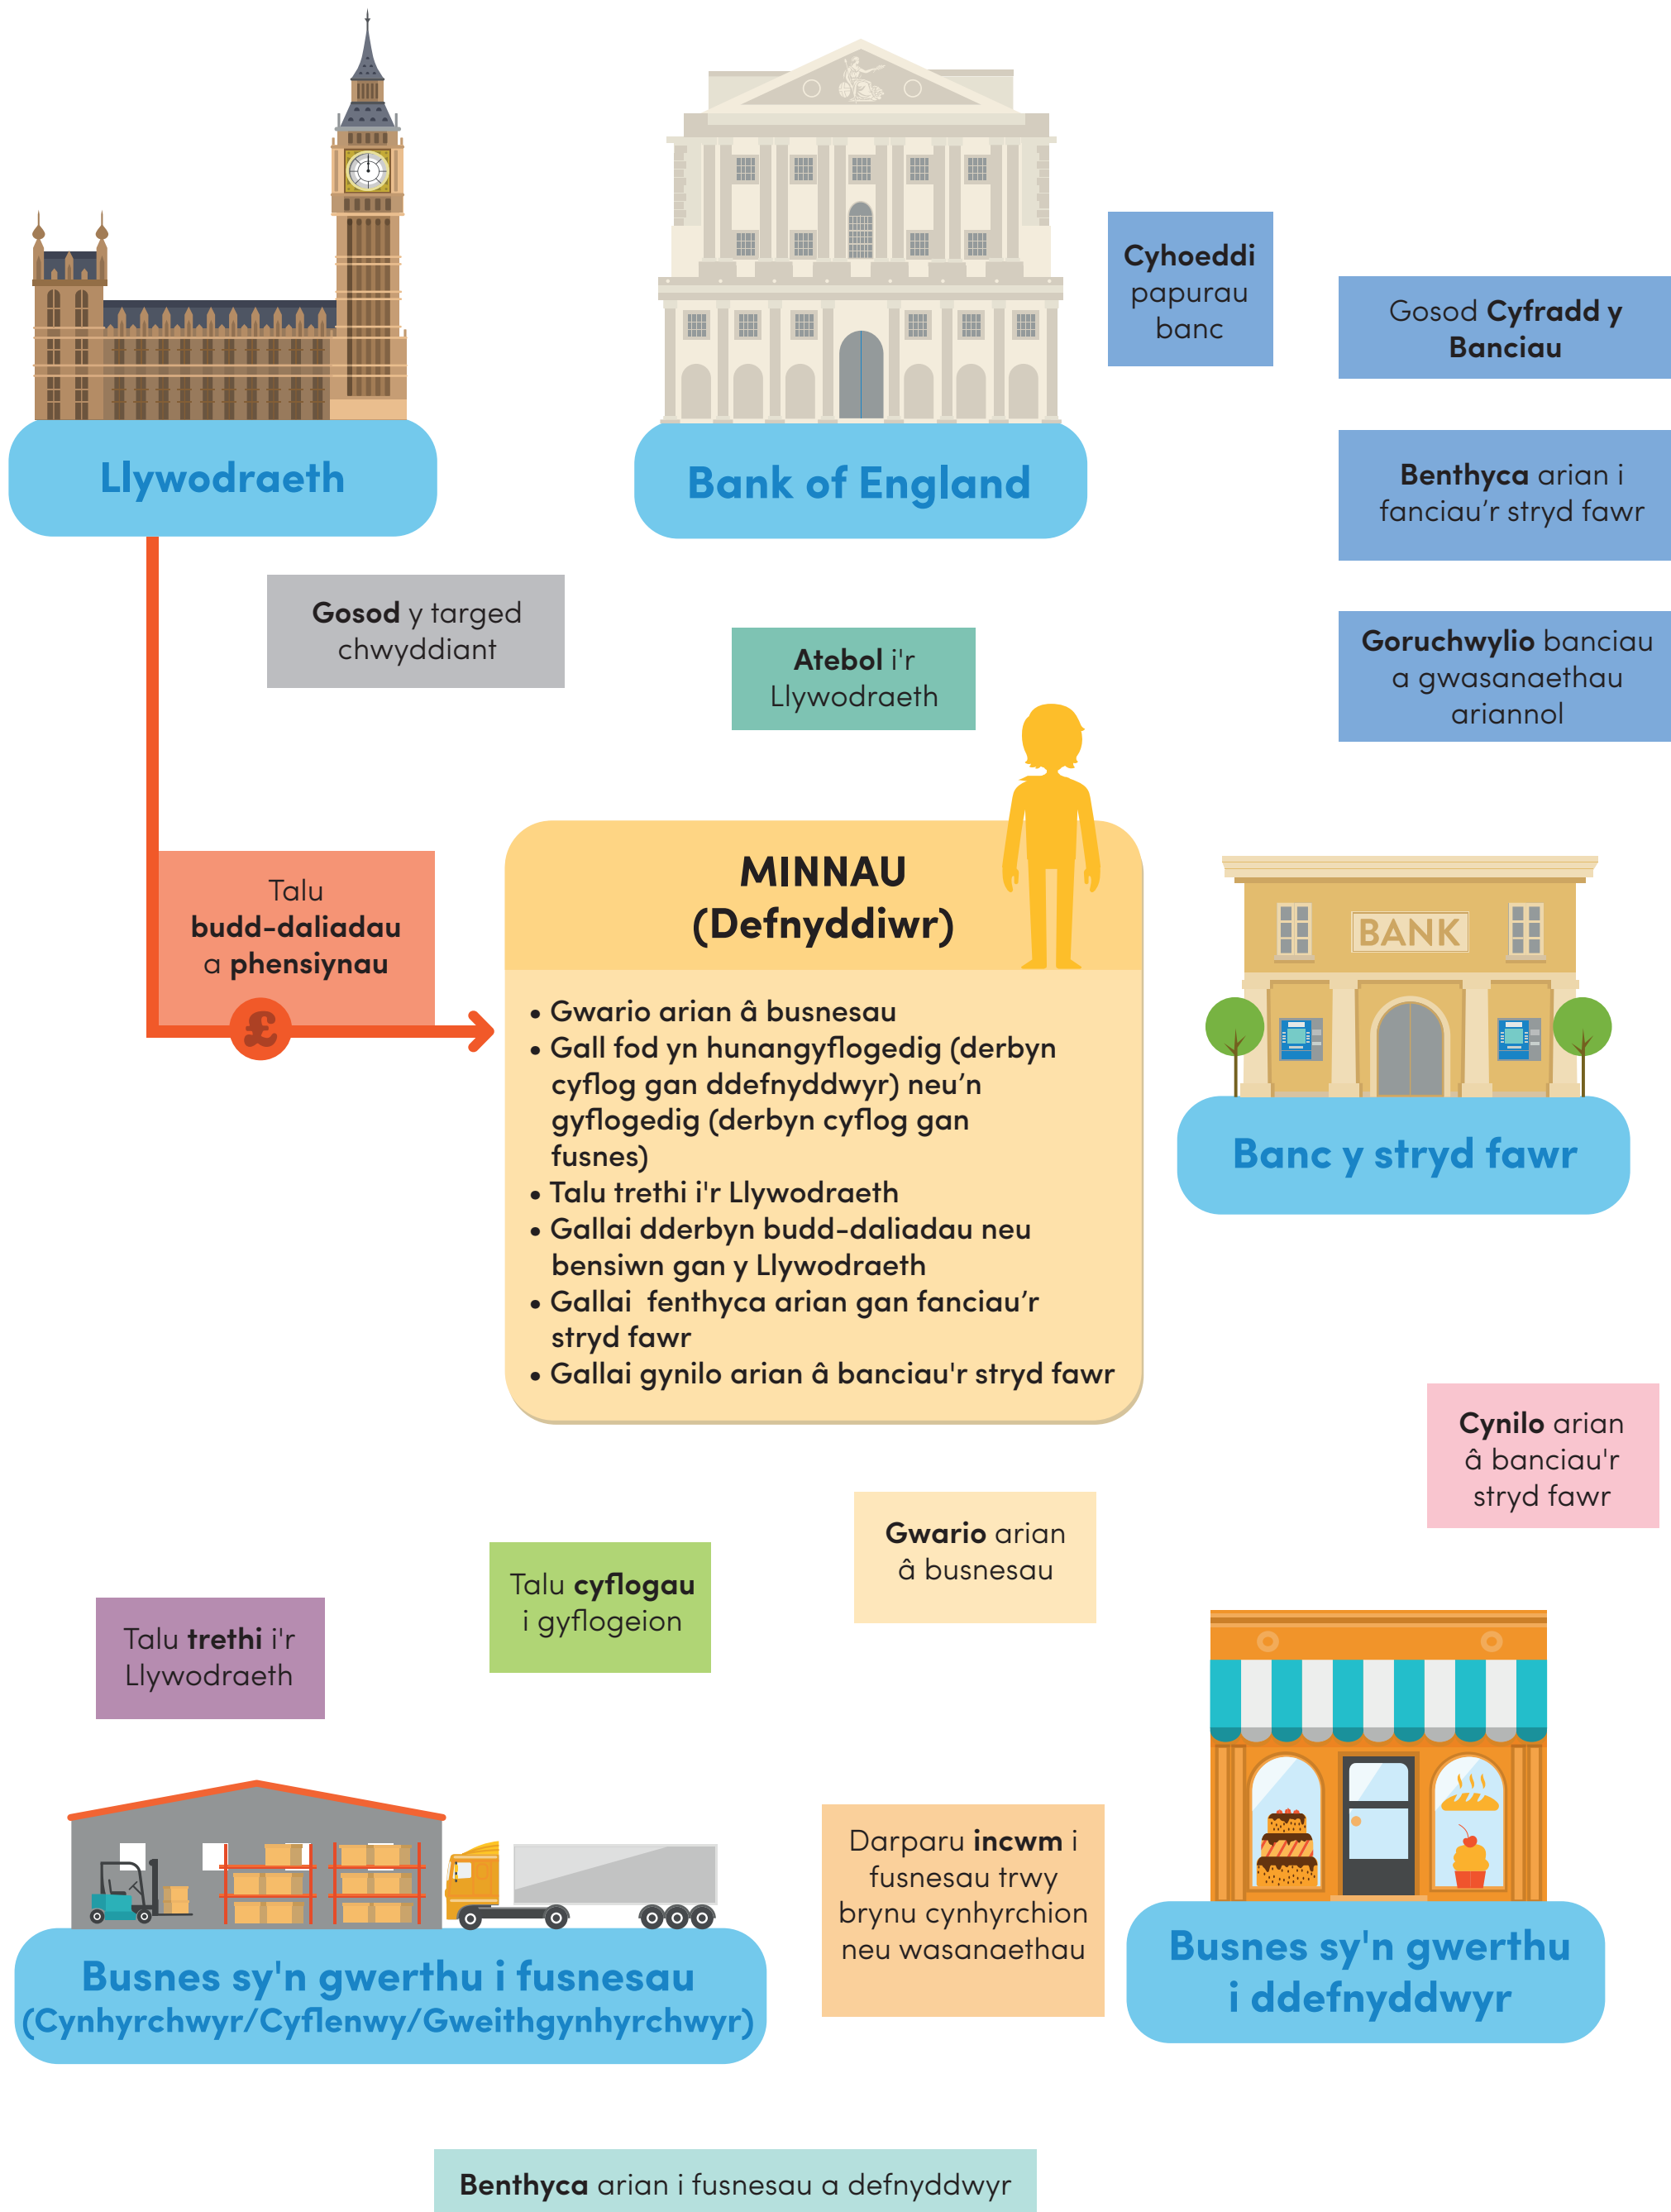 Cyhoeddi
papurau
banc
Gosod Cyfradd y
Banciau
Llywodraeth
Bank of England
Benthyca arian i
fanciau’r stryd fawr
Gosod y targed
chwyddiant
Atebol i'r
Llywodraeth
Goruchwylio banciau
a gwasanaethau
ariannol
Talu
budd-daliadau
a phensiynau
£
MINNAU
(Defnyddiwr)
• Gwario arian â busnesau
• Gall fod yn hunangyflogedig (derbyn
cyflog gan ddefnyddwyr) neu’n
gyflogedig (derbyn cyflog gan
fusnes)
• Talu trethi i'r Llywodraeth
• Gallai dderbyn budd-daliadau neu
bensiwn gan y Llywodraeth
• Gallai fenthyca arian gan fanciau’r
stryd fawr
• Gallai gynilo arian â banciau'r stryd fawr
BANK
Banc y stryd fawr
Cynilo arian
â banciau'r
stryd fawr
Gwario arian
â busnesau
Talu cyflogau
i gyflogeion
Talu trethi i'r
Llywodraeth
Darparu incwm i
fusnesau trwy
brynu cynhyrchion
neu wasanaethau
Busnes sy'n gwerthu i fusnesau
(Cynhyrchwyr/Cyflenwy/Gweithgynhyrchwyr)
Busnes sy'n gwerthu
i ddefnyddwyr
Benthyca arian i fusnesau a defnyddwyr